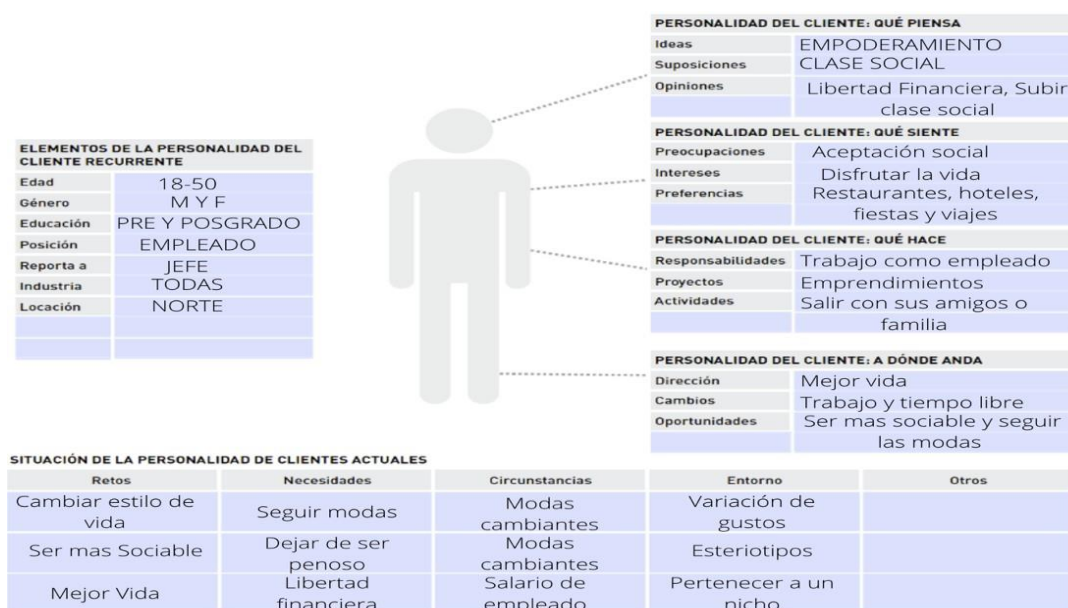 PERSONALIDAD DEL CLIENTE: QUÉ PIENSA
Ideas EMPODERAMIENTO
Suposiciones CLASE SOCIAL
Opiniones Libertad Financiera, Subir
clase social
ELEMENTOS DE LA PERSONALIDAD DEL
CLIENTE RECURRENTE
Edad 18-50
Género M Y F
Educación PRE Y POSGRADO
Posición EMPLEADO
Reporta a JEFE
Industria TODAS
Locación NORTE
PERSONALIDAD DEL CLIENTE: QUÉ SIENTE
Preocupaciones Aceptación social
Intereses Disfrutar la vida
Preferencias Restaurantes, hoteles,
fiestas y viajes
PERSONALIDAD DEL CLIENTE: QUÉ HACE
Responsabilidades Trabajo como empleado
Proyectos Emprendimientos
Actividades Salir con sus amigos o
familia
PERSONALIDAD DEL CLIENTE: A DÓNDE ANDA
Dirección Mejor vida
Cambios Trabajo y tiempo libre
Oportunidades Ser mas sociable y seguir
las modas
SITUACIÓN DE LA PERSONALIDAD DE CLIENTES ACTUALES
Retos Necesidades Circunstancias Entorno Otros
Cambiar estilo de
vida
Seguir modas
Modas
cambiantes
Variación de
gustos
Ser mas Sociable
Dejar de ser
penoso
Modas
cambiantes
Esteriotipos
Mejor Vida
Libertad
financiera
Salario de
empleado
Pertenecer a un
nicho